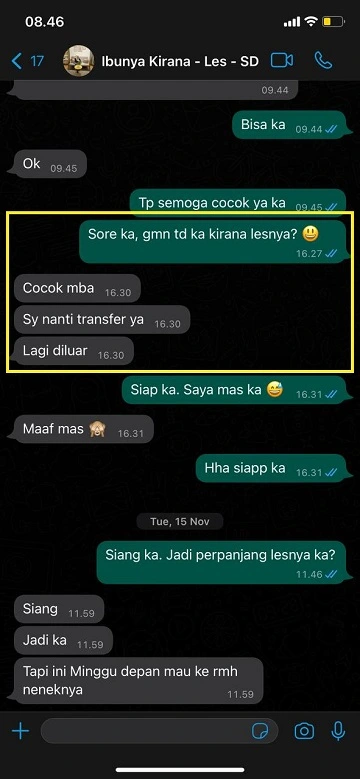 08.46
17
Ibunya Kirana - Les - SD
09.44
Bisa ka 09.44
Ok 09.45
Tp semoga cocok ya ka 09.45
Sore ka, gmn td ka kirana lesnya? 😃
16.27
Cocok mba 16.30
Sy nanti transfer ya 16.30
Lagi diluar 16.30
Siap ka. Saya mas ka 😅 16.31
Maaf mas 🙈 16.31
Hha siapp ka 16.31
Tue, 15 Nov
Siang ka. Jadi perpanjang lesnya ka?
11.46
Siang 11.59
Jadi ka 11.59
Tapi ini Minggu depan mau ke rmh
neneknya 11.59